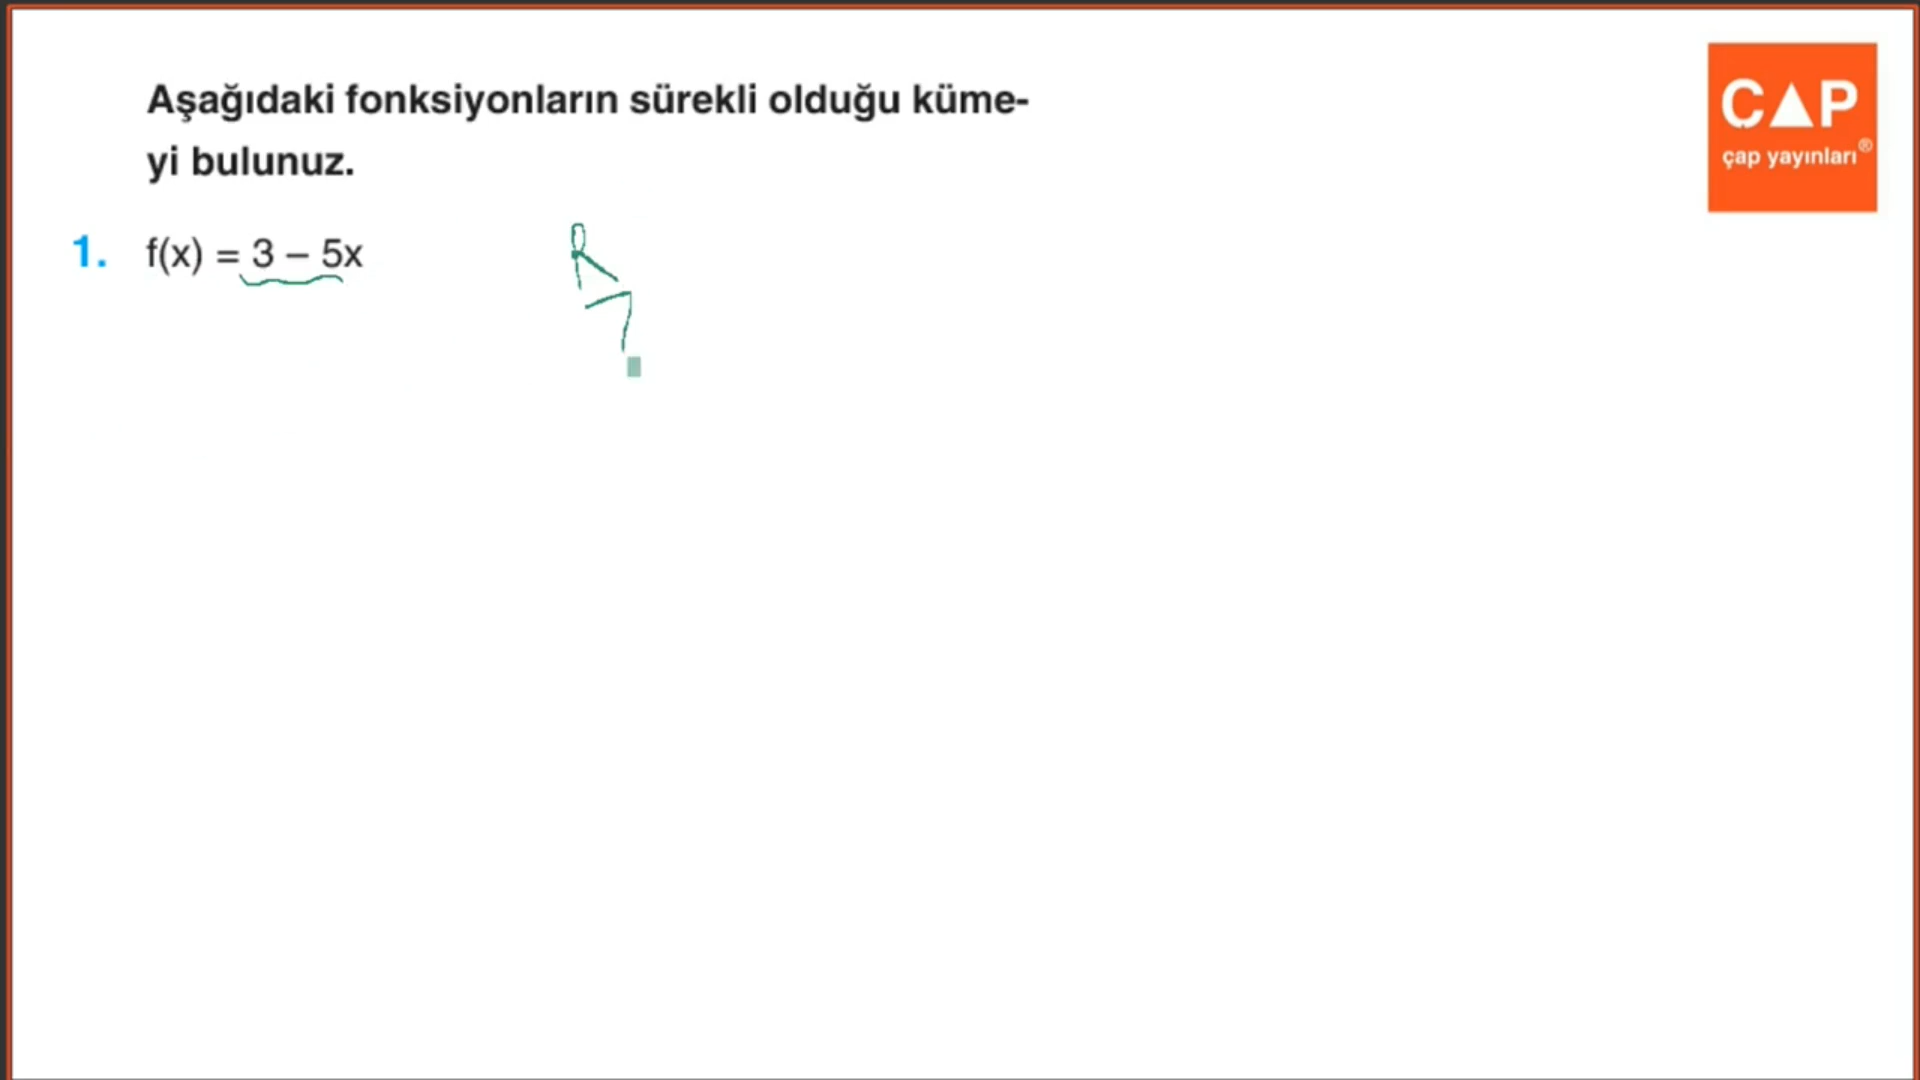 Aşağıdaki fonksiyonların sürekli olduğu küme-
yi bulunuz.
1. f(x) = 3 – 5x
R
ÇAP
çap yayınları®